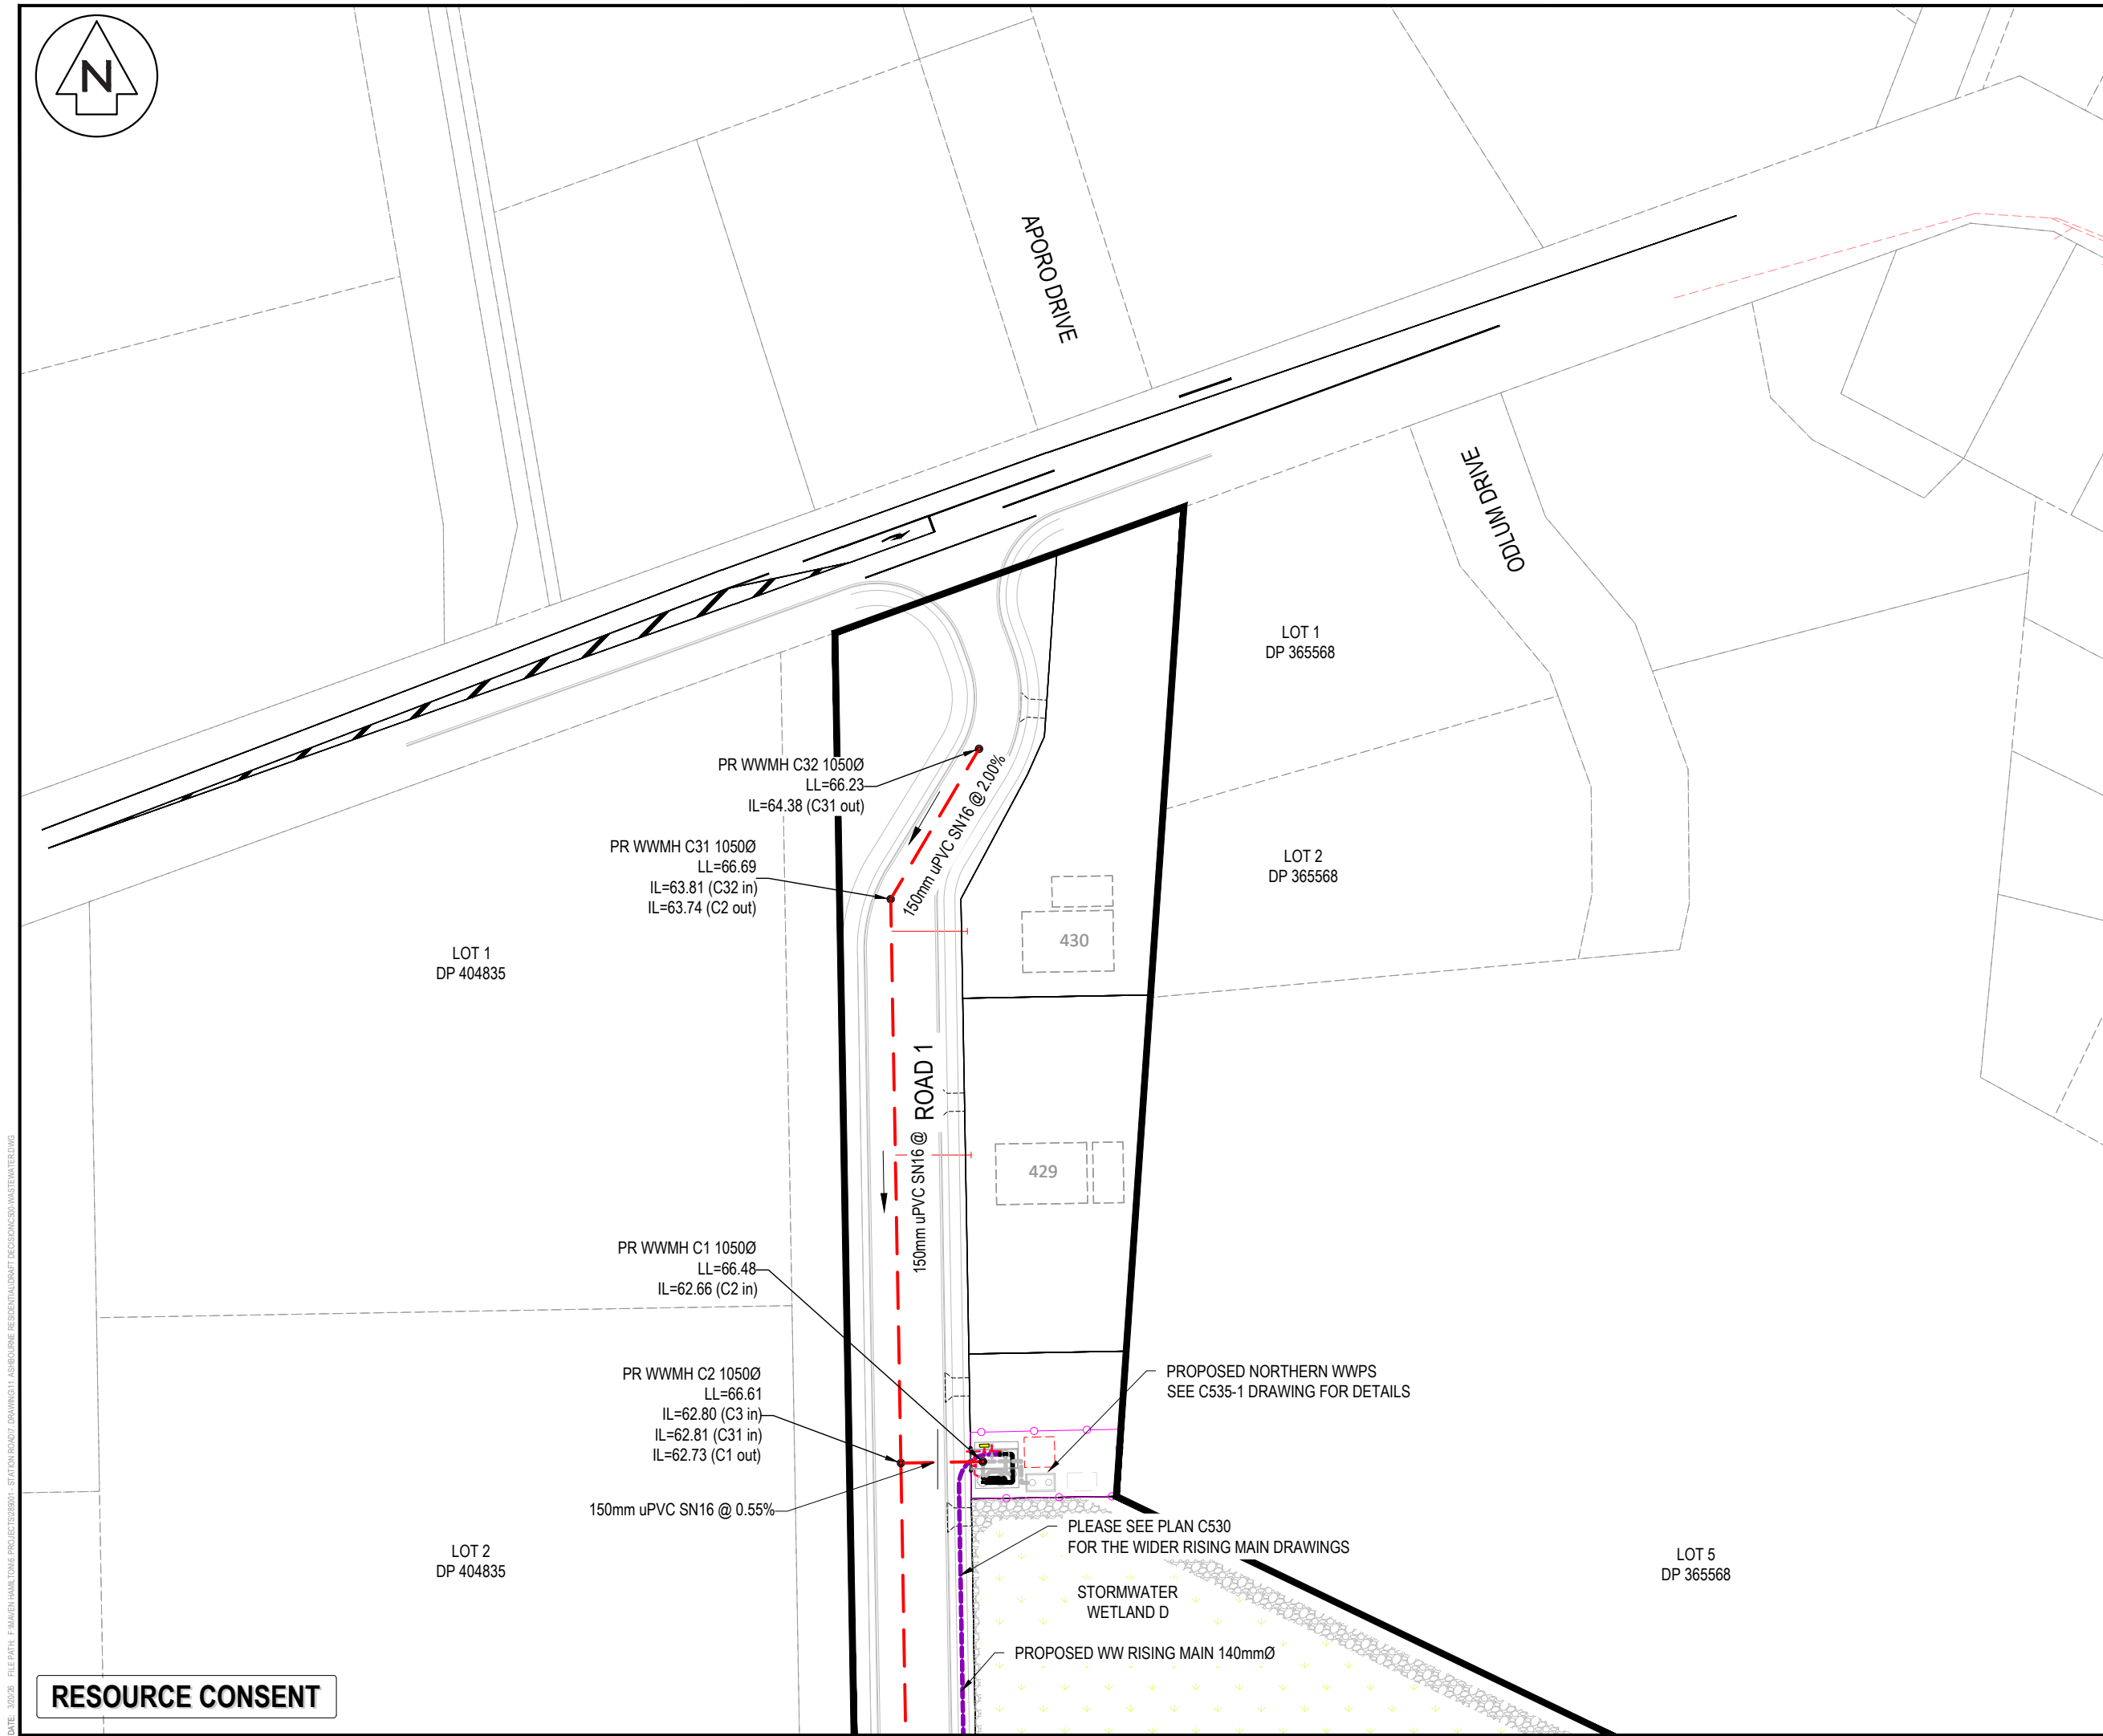 N
APORO DRIVE
ODLUM DRIVE
LOT 1
DP 365568
PR WWMH C32 1050Ø
LL=66.23
IL=64.38 (C31 out)
150mm uPVC SN16 @ 2.00%
PR WWMH C31 1050Ø
LL=66.69
IL=63.81 (C32 in)
IL=63.74 (C2 out)
LOT 2
DP 365568
430
LOT 1
DP 404835
ROAD 1
150mm uPVC SN16 @
429
PR WWMH C1 1050Ø
LL=66.48
IL=62.66 (C2 in)
PR WWMH C2 1050Ø
LL=66.61
IL=62.80 (C3 in)
IL=62.81 (C31 in)
IL=62.73 (C1 out)
PROPOSED NORTHERN WWPS
SEE C535-1 DRAWING FOR DETAILS
150mm uPVC SN16 @ 0.55%
PLEASE SEE PLAN C530
FOR THE WIDER RISING MAIN DRAWINGS
LOT 2
DP 404835
LOT 5
DP 365568
STORMWATER
WETLAND D
PROPOSED WW RISING MAIN 140mmØ
RESOURCE CONSENT